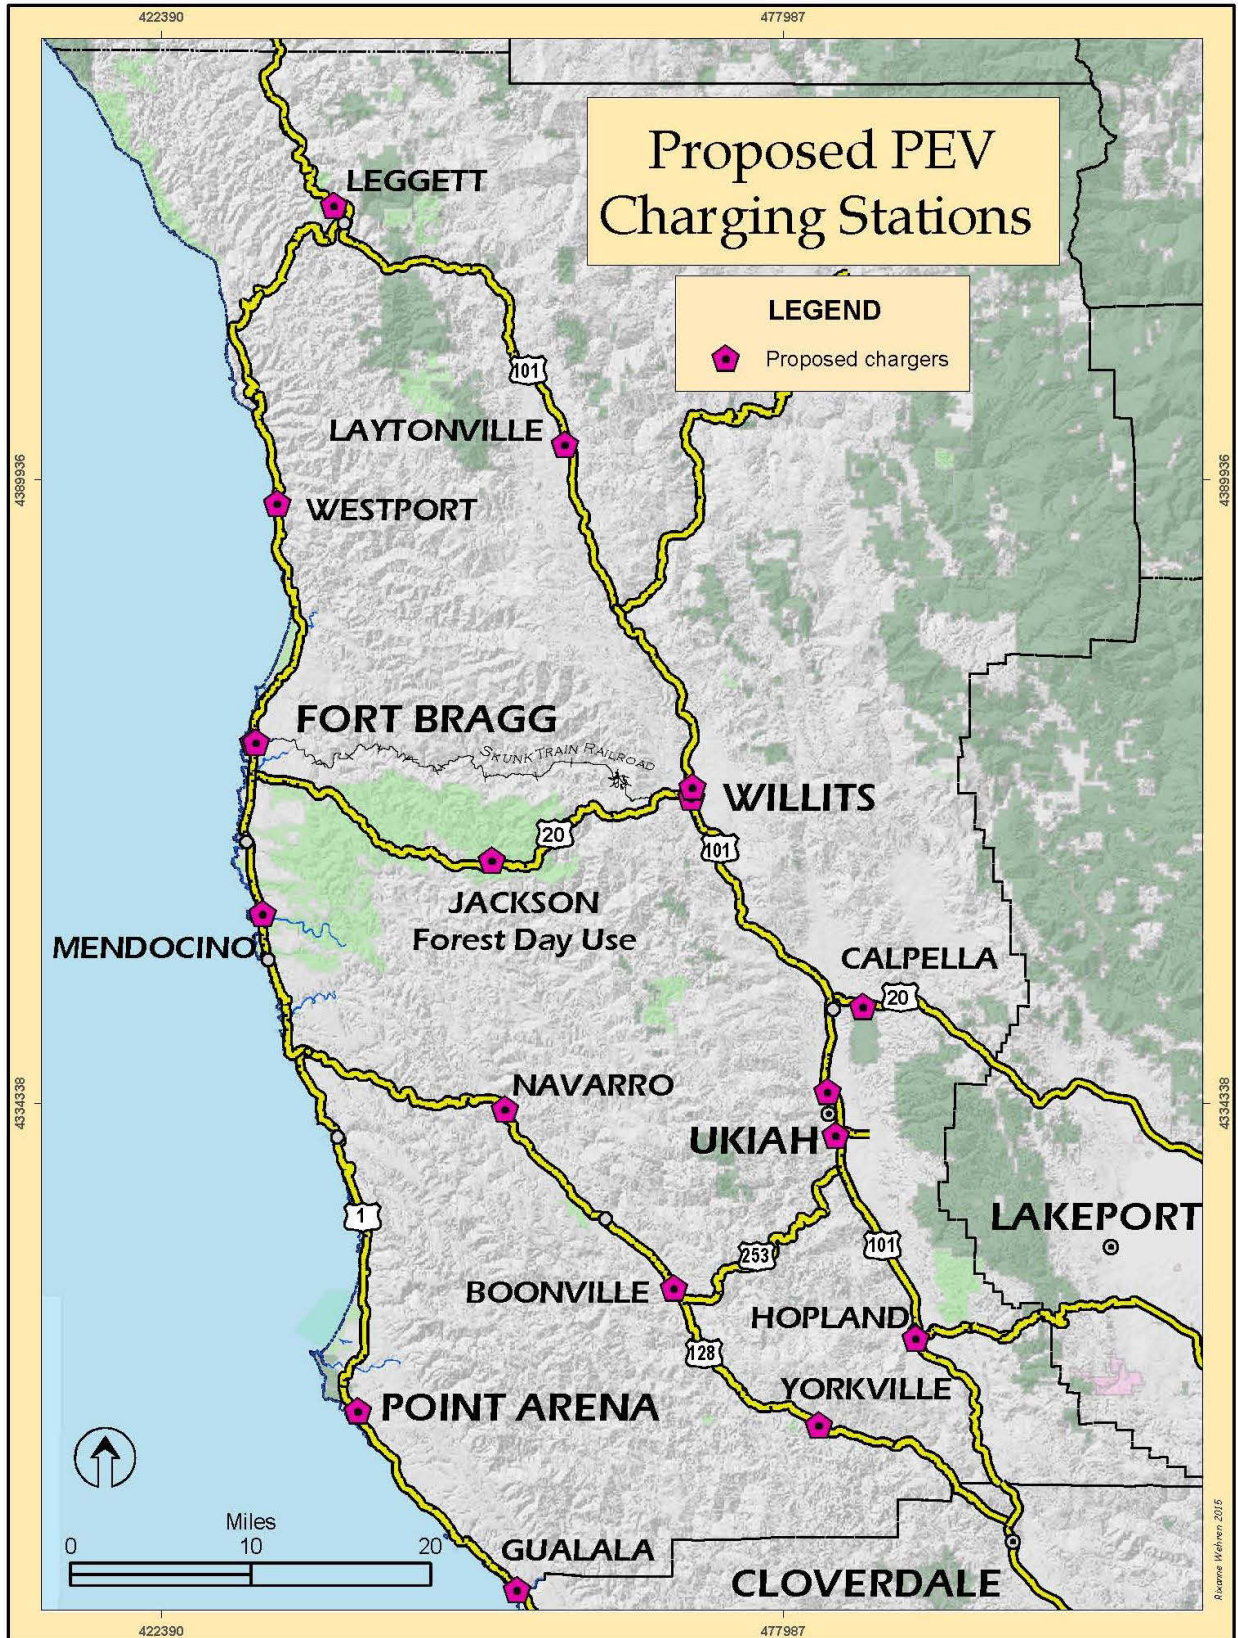 422390
477987
Proposed PEV
Charging Stations
LEGEND
Proposed chargers
LEGGETT
101
LAYTONVILLE
4389936
4389936
WESTPORT
FORT BRAGG
SKUNK TRAIN RAILROAD
WILLITS
20
101
JACKSON
Forest Day Use
MENDOCINO
CALPELLA
20
NAVARRO
4334338
4334338
UKIAH
1
LAKEPORT
253
101
BOONVILLE
HOPLAND
128
YORKVILLE
POINT ARENA
Miles
0
10
20
GUALALA
CLOVERDALE
422390
477987